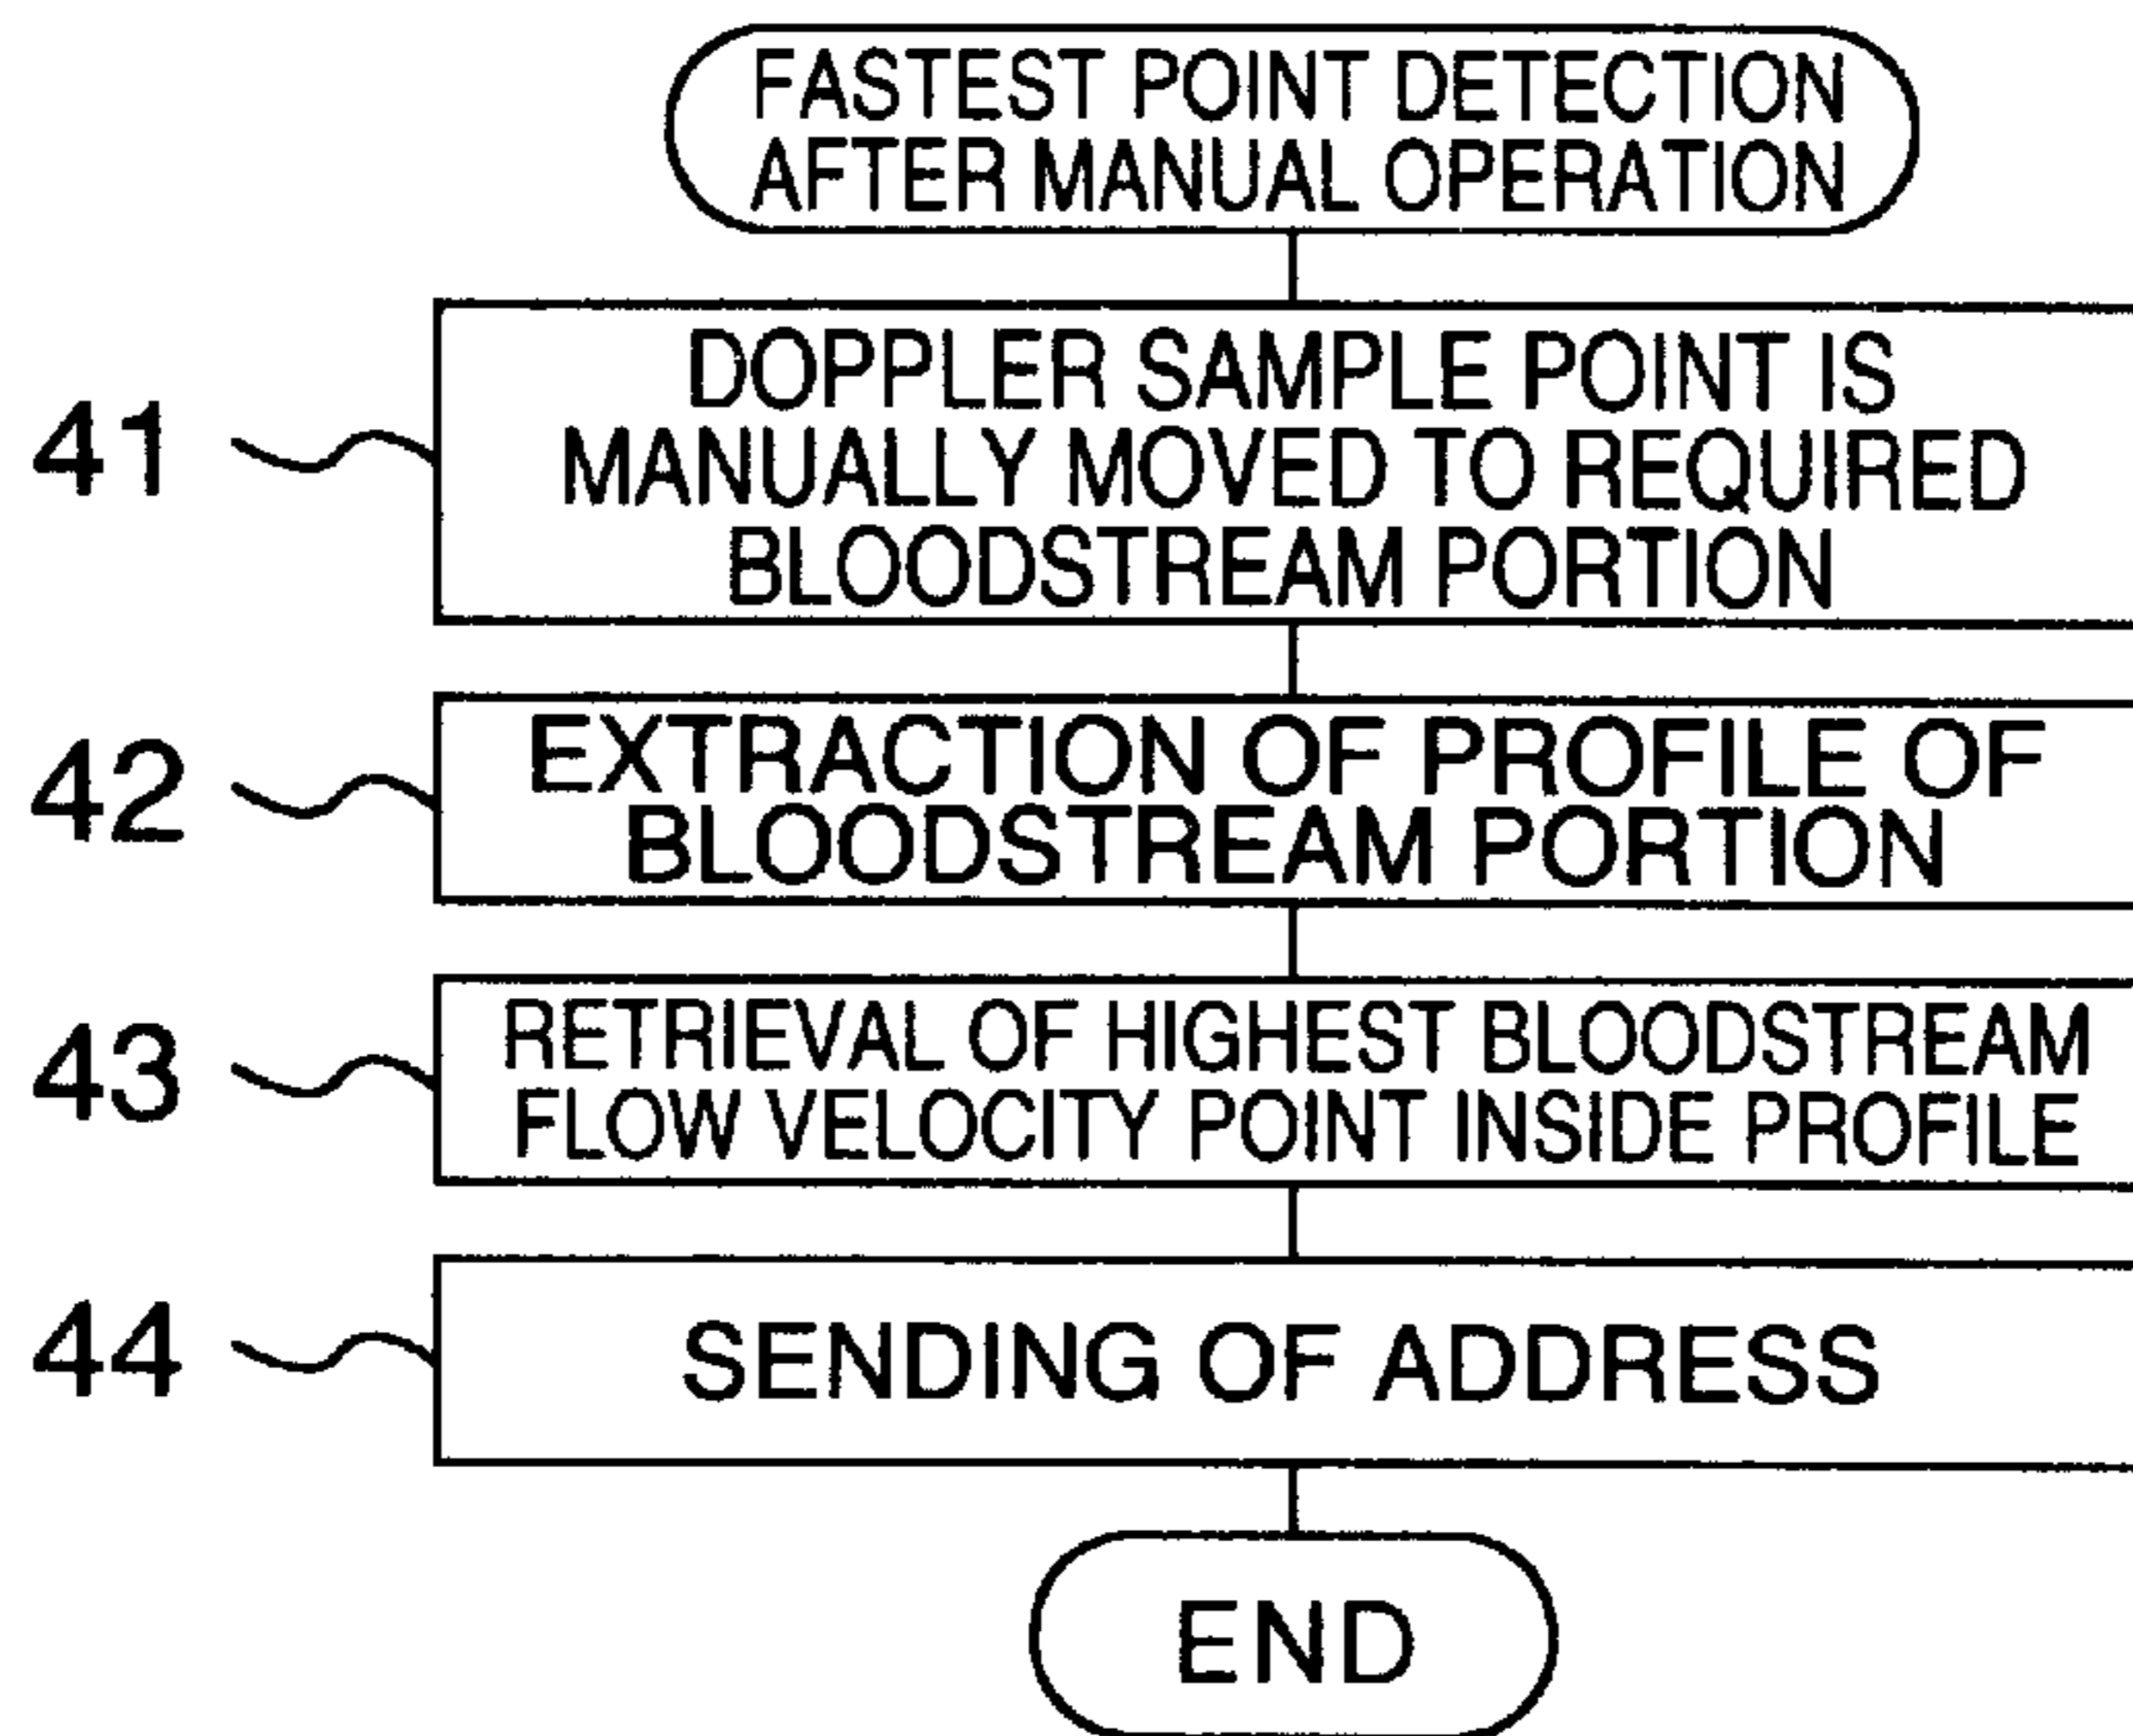 FASTEST POINT DETECTION
AFTER MANUAL OPERATION
41
DOPPLER SAMPLE POINT IS
MANUALLY MOVED TO REQUIRED
BLOODSTREAM PORTION
42
EXTRACTION OF PROFILE OF
BLOODSTREAM PORTION
43
RETRIEVAL OF HIGHEST BLOODSTREAM
FLOW VELOCITY POINT INSIDE PROFILE
44
SENDING OF ADDRESS
END